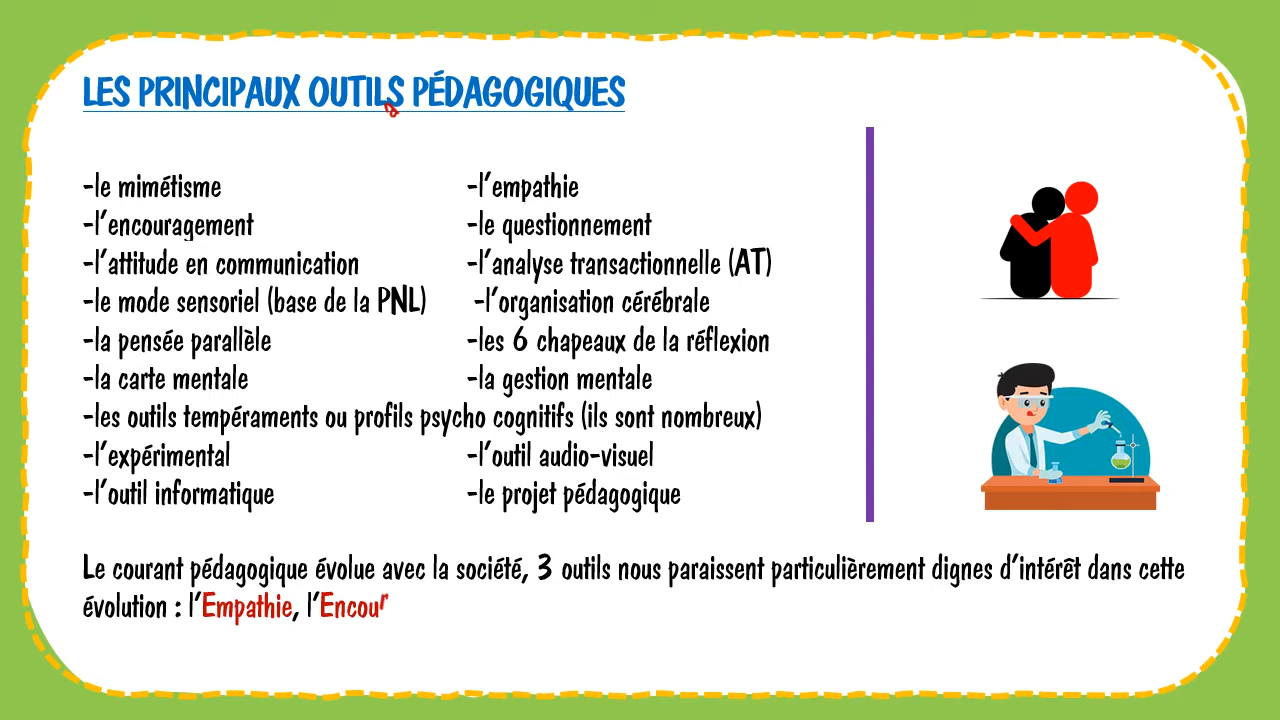 LES PRINCIPAUX OUTILS PÉDAGOGIQUES
-le mimétisme -l'empathie
-l'encouragement -le questionnement
-l'attitude en communication -l'analyse transactionnelle (AT)
-le mode sensoriel (base de la PNL) -l'organisation cérébrale
-la pensée parallèle -les 6 chapeaux de la réflexion
-la carte mentale -la gestion mentale
-les outils tempéraments ou profils psycho cognitifs (ils sont nombreux)
-l'expérimental -l'outil audio-visuel
-l'outil informatique -le projet pédagogique
Le courant pédagogique évolue avec la société, 3 outils nous paraissent particulièrement dignes d'intérêt dans cette
évolution : l'Empathie, l'Encour